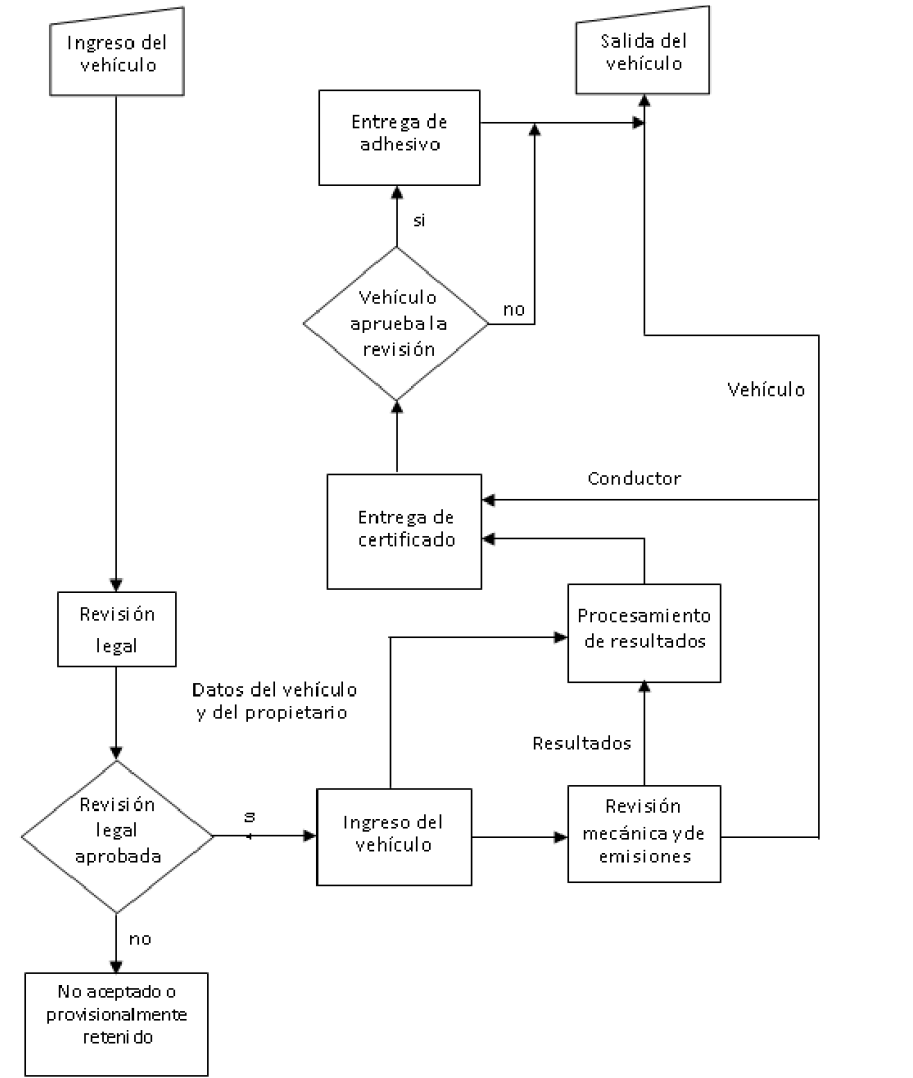 Ingreso del
vehículo
Salida del
vehículo
Entrega de
adhesivo
si
Vehículo
aprueba la
revisión
no
Vehículo
Conductor
Entrega de
certificado
Procesamiento
de resultados
Revisión
legal
Datos del vehículo
y del propietario
Resultados
Revisión
legal
aprobada
s
Ingreso del
vehículo
Revisión
mecánica y de
emisiones
no
No aceptado o
provisionalmente
retenido